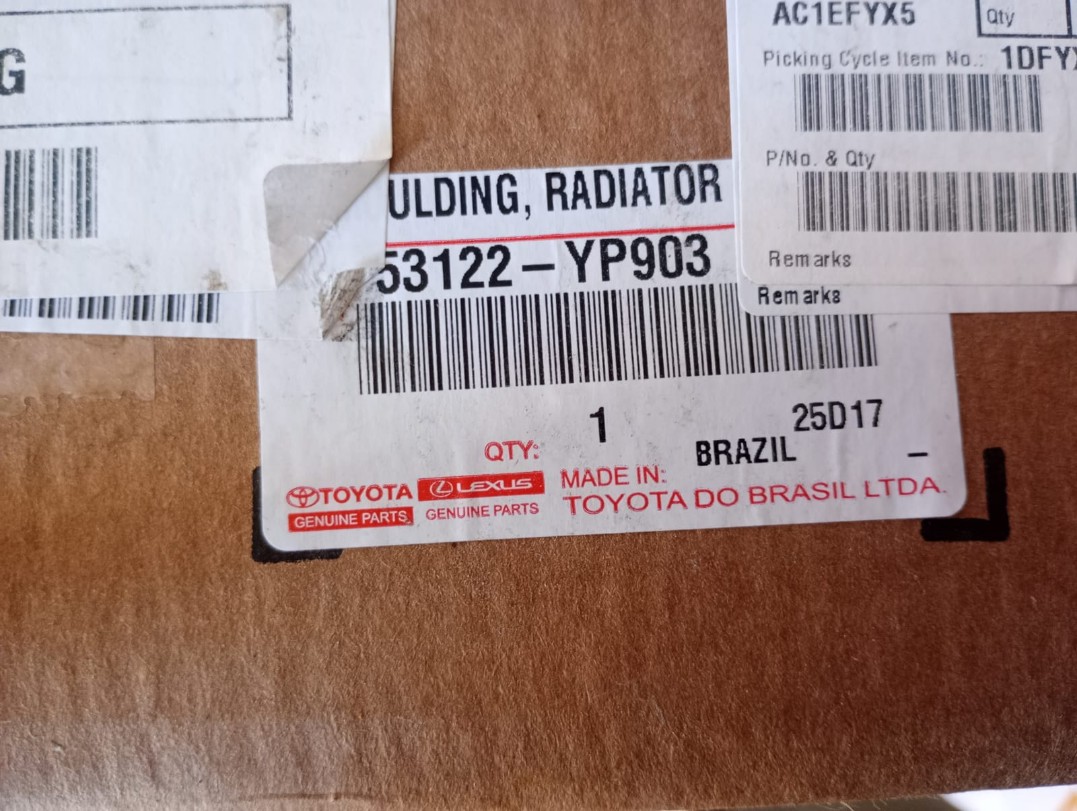 G
AC1EFYX5
Qty
Picking Cycle Item No.: 1DFYX
P/No. & Qty
Remarks
Remarks
ULDING, RADIATOR
53122-YP903
QTY: 1
25D17
BRAZIL -
MADE IN:
TOYOTA DO BRASIL LTDA.
TOYOTA
GENUINE PARTS
LEXUS
GENUINE PARTS